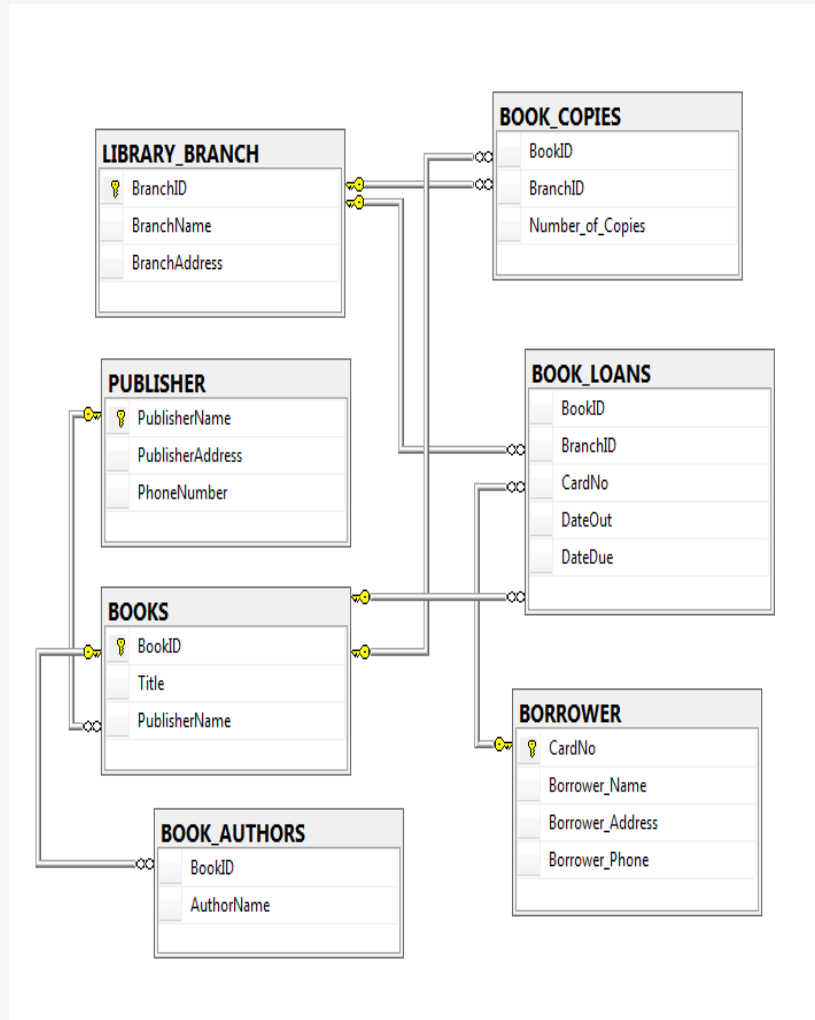 LIBRARY_BRANCH
BranchID
BranchName
BranchAddress
BOOK_COPIES
BookID
BranchID
Number_of_Copies
PUBLISHER
PublisherName
PublisherAddress
PhoneNumber
BOOK_LOANS
BookID
BranchID
CardNo
DateOut
DateDue
BOOKS
BookID
Title
PublisherName
BORROWER
CardNo
Borrower_Name
Borrower_Address
Borrower_Phone
BOOK_AUTHORS
BookID
AuthorName